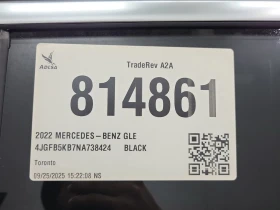 Adesa
TradeRev A2A
814861
2022 MERCEDES-BENZ GLE
4JGFB5KB7NA738424 BLACK
Toronto
09/25/2025 15:22:08 NS